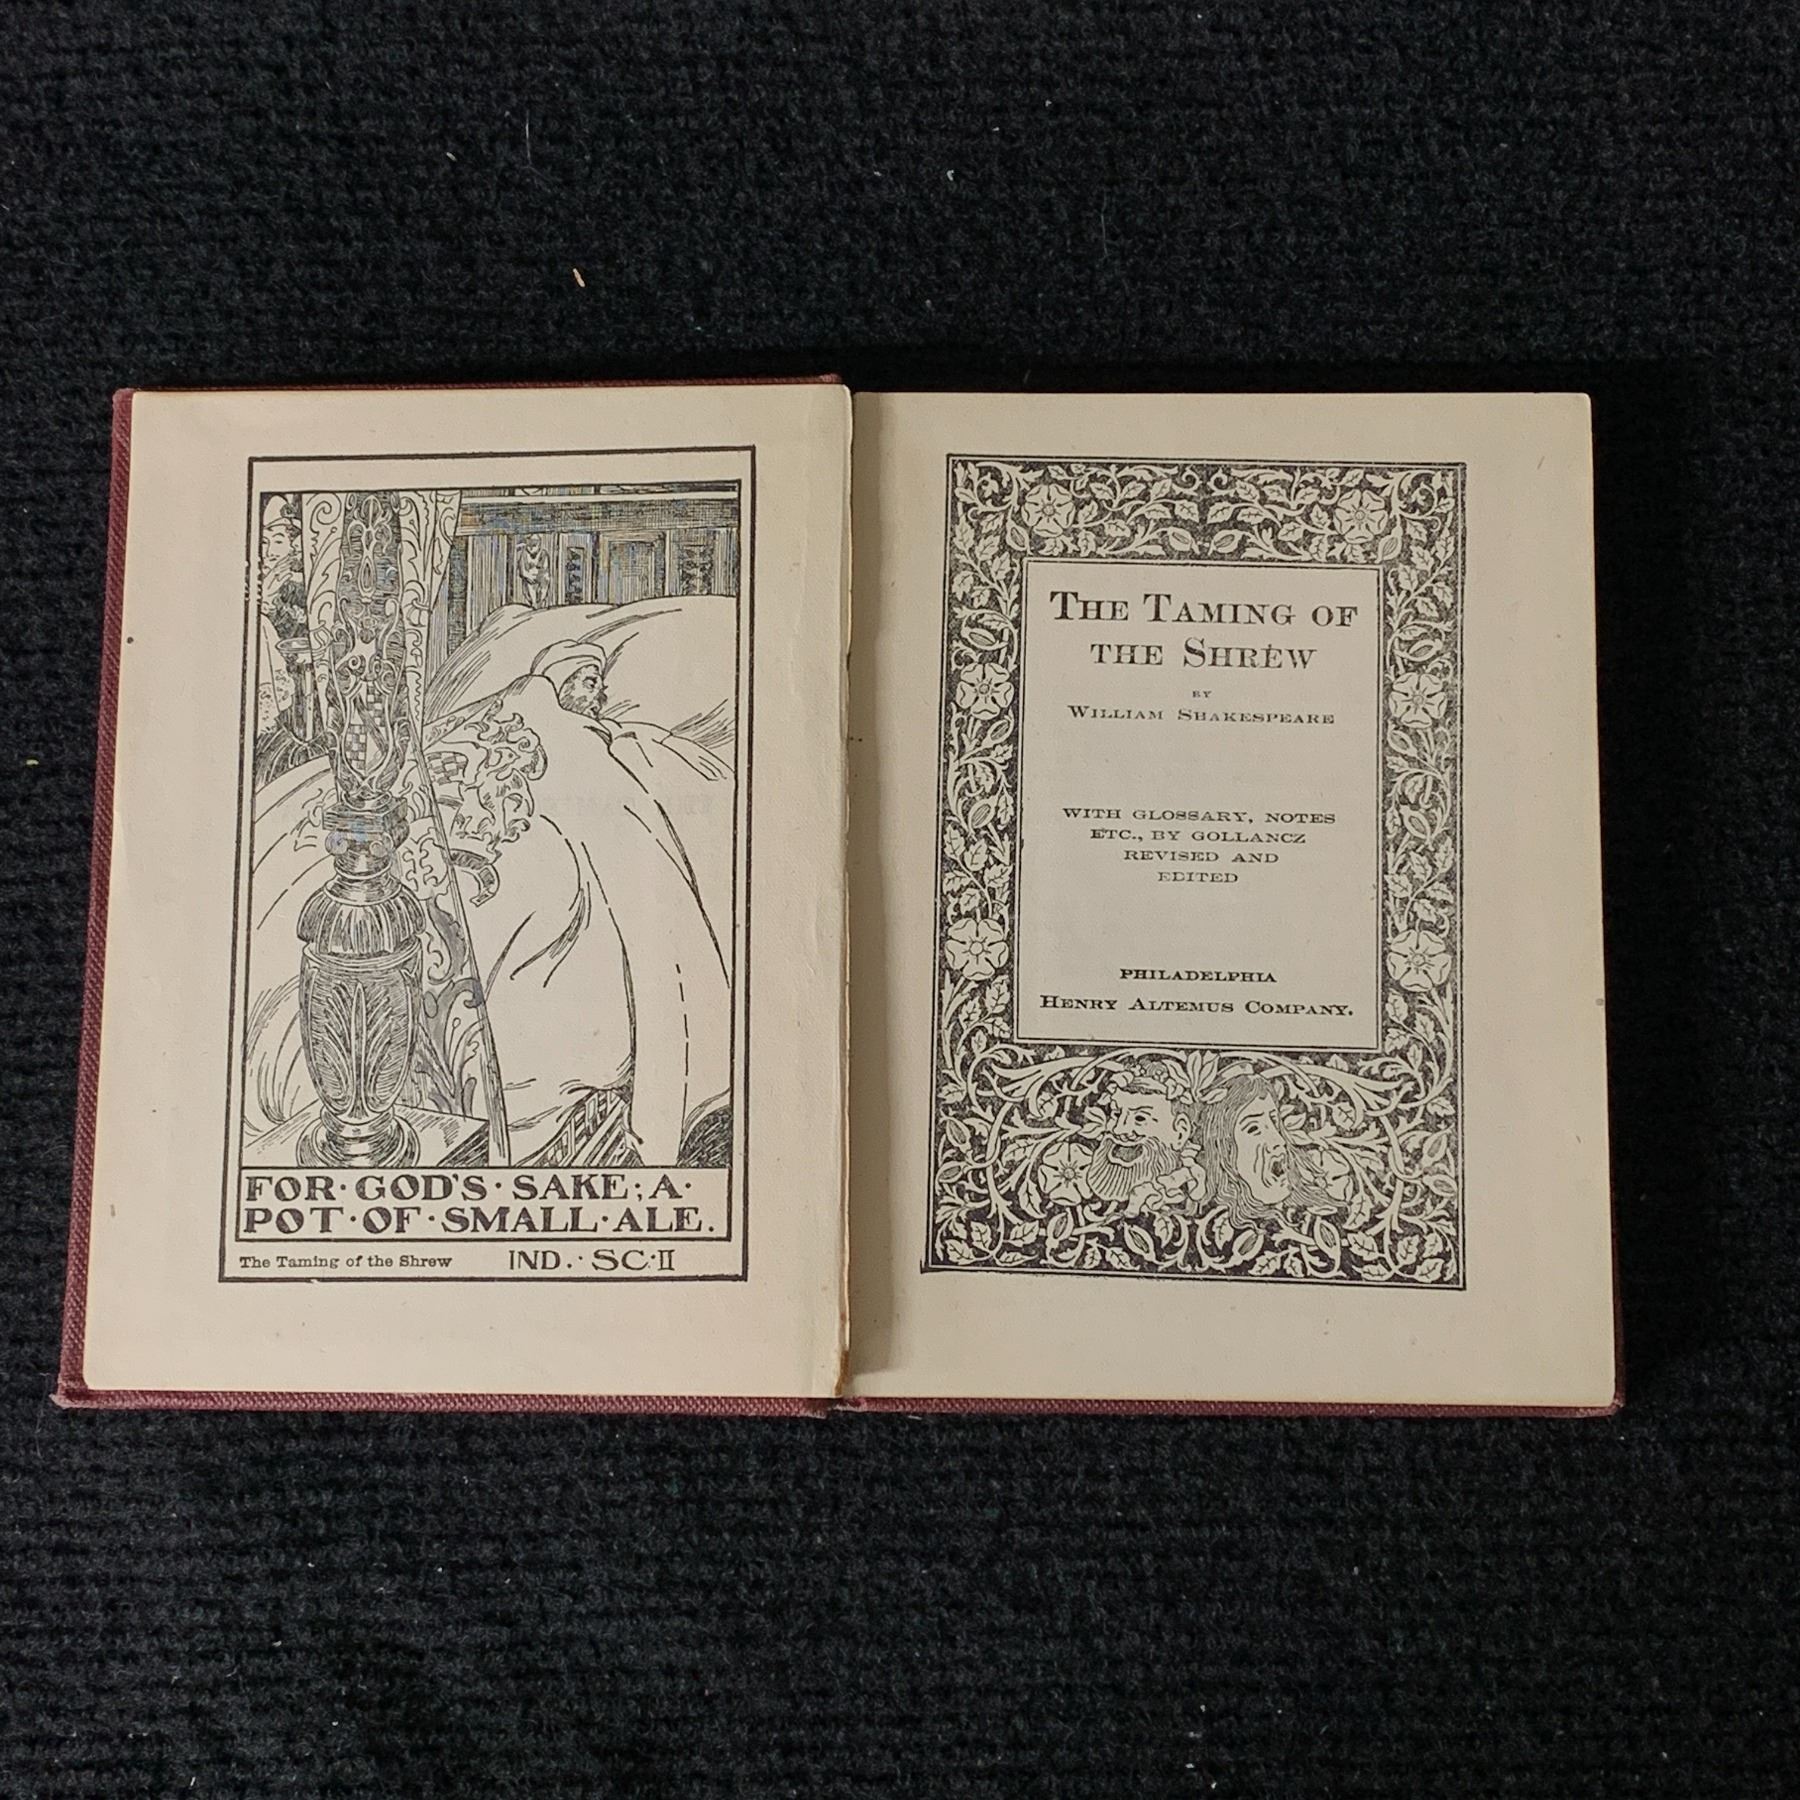 FOR·GOD'S·SAKE; A·
POT·OF·SMALL·ALE.
The Taming of the Shrew IND.·SC·II
THE TAMING OF
THE SHREW
BY
WILLIAM SHAKESPEARE
WITH GLOSSARY, NOTES
ETC., BY GOLLANCZ
REVISED AND
EDITED
PHILADELPHIA
HENRY ALTEMUS COMPANY.